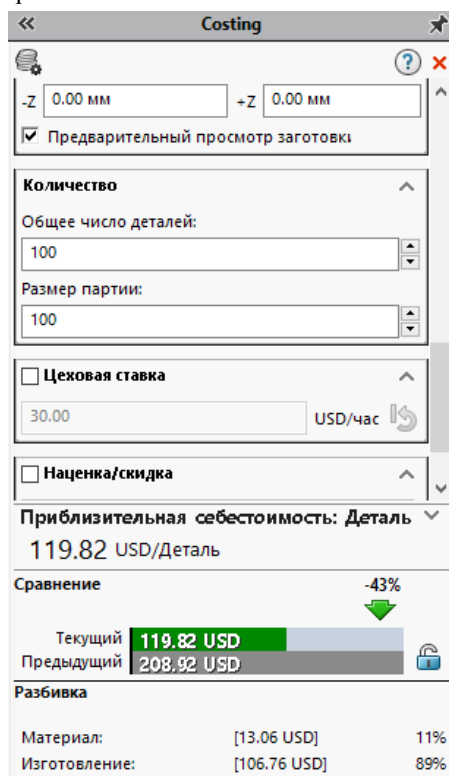 Costing
-Z 0.00 мм +Z 0.00 мм
Предварительный просмотр заготовки
Количество
Общее число деталей:
100
Размер партии:
100
Цеховая ставка
30.00 USD/час
Наценка/скидка
Приблизительная себестоимость: Деталь
119.82 USD/Деталь
Сравнение -43%
Текущий 119.82 USD
Предыдущий 208.92 USD
Разбивка
Материал: [13.06 USD] 11%
Изготовление: [106.76 USD] 89%